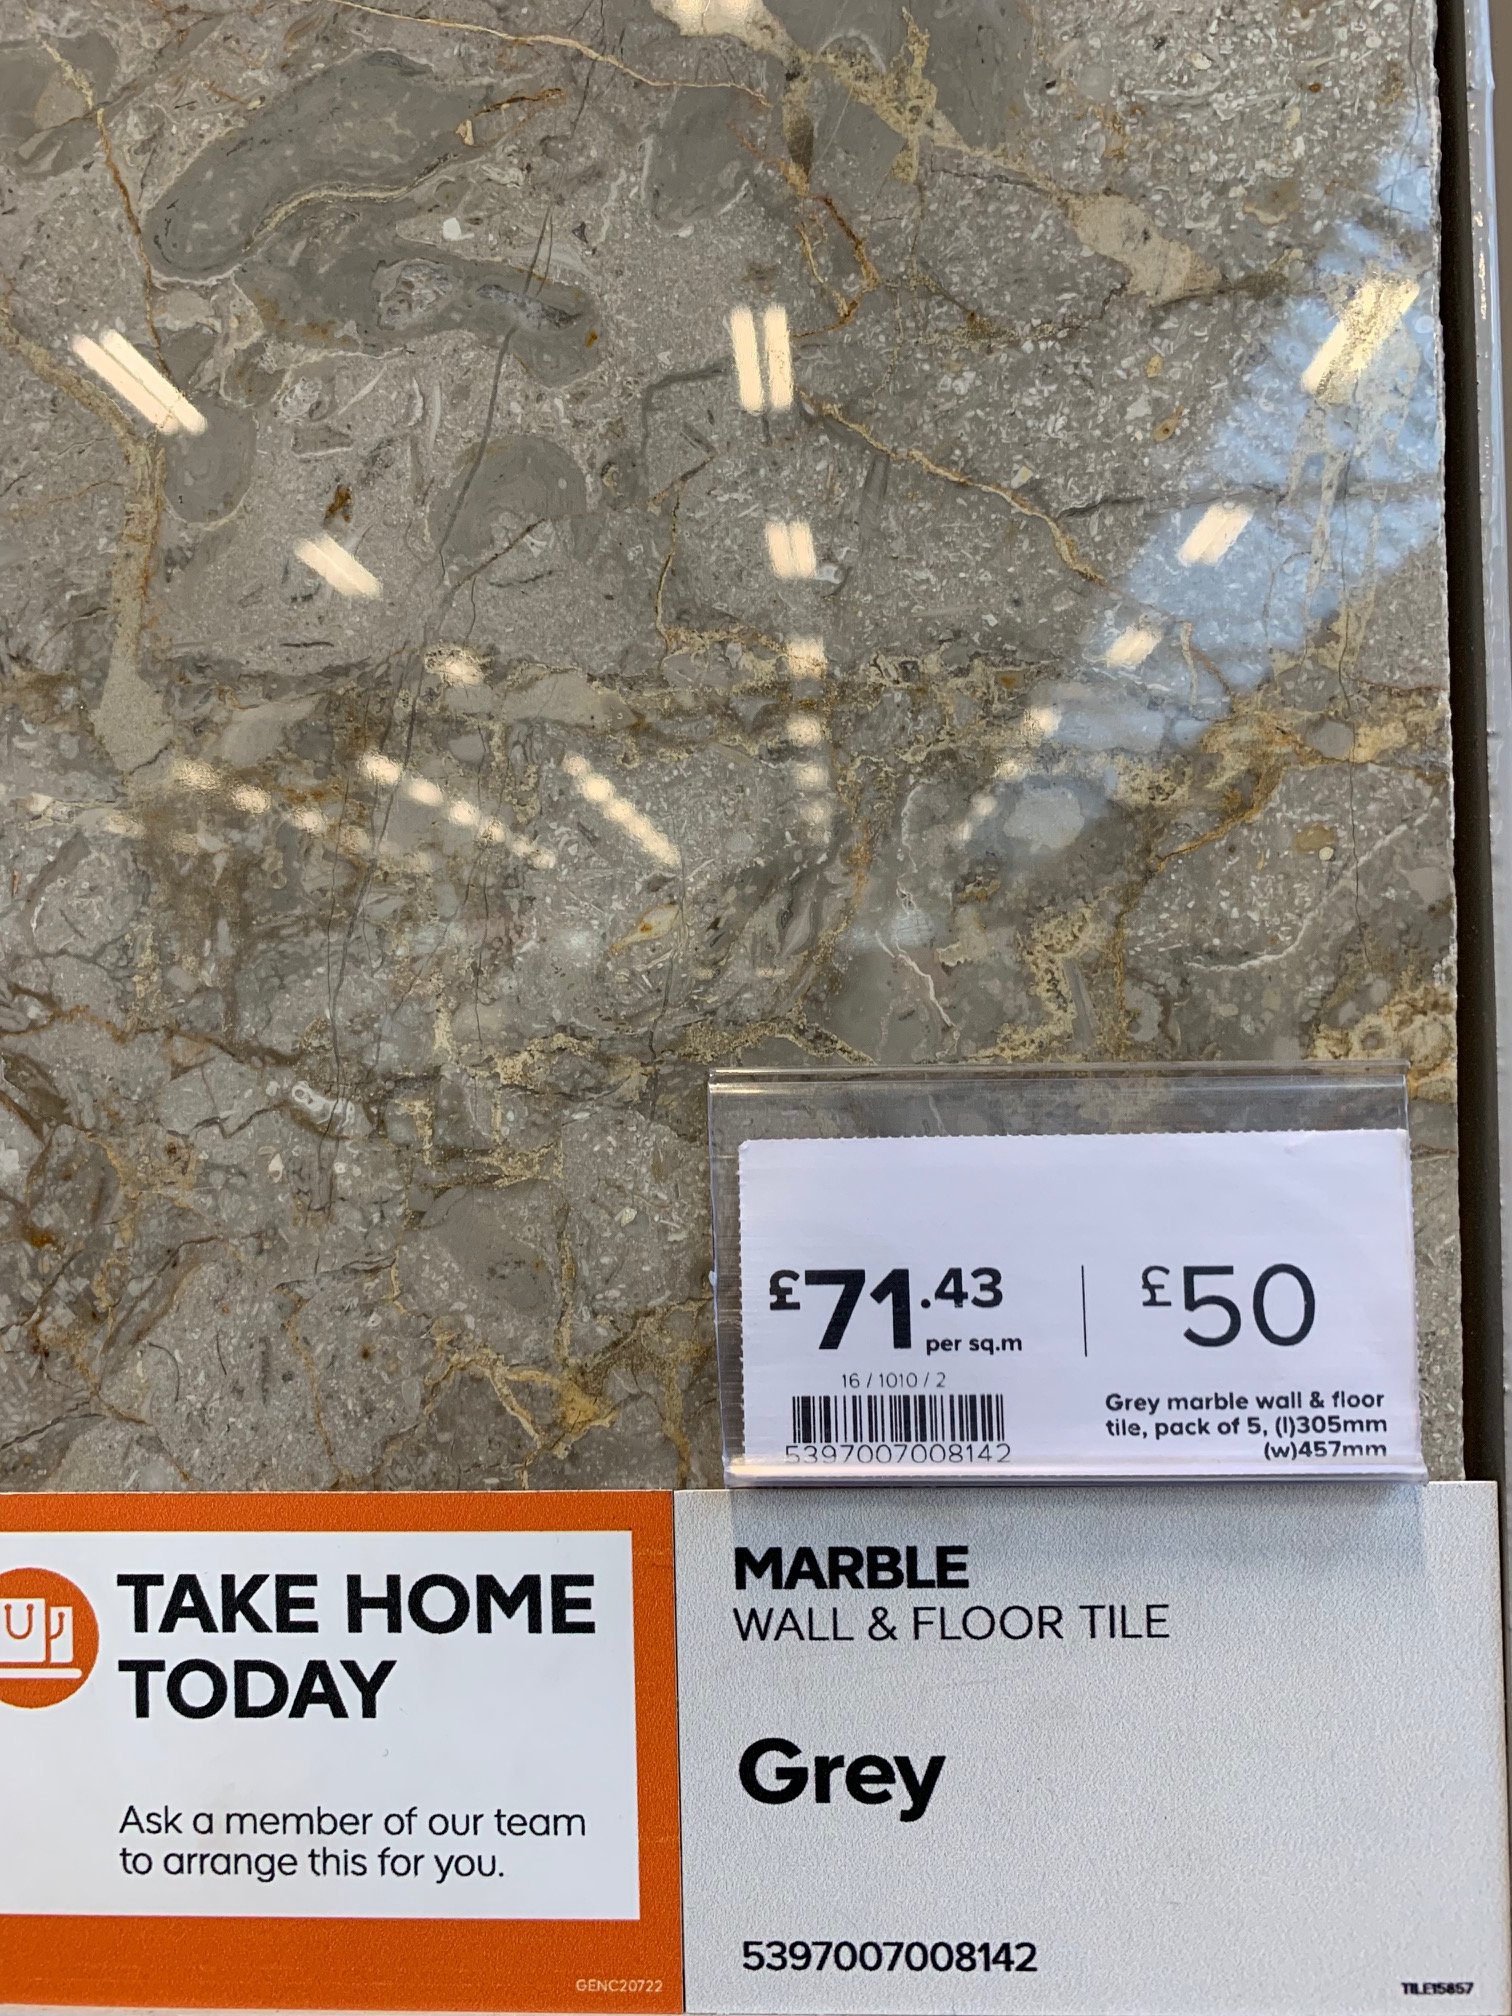 £71.43
per sq.m
£50
16 / 1010 / 2
5397007008142
Grey marble wall & floor
tile, pack of 5, (l)305mm
(w)457mm
TAKE HOME
TODAY
Ask a member of our team
to arrange this for you.
GENC20722
MARBLE
WALL & FLOOR TILE
Grey
5397007008142
TILE15857